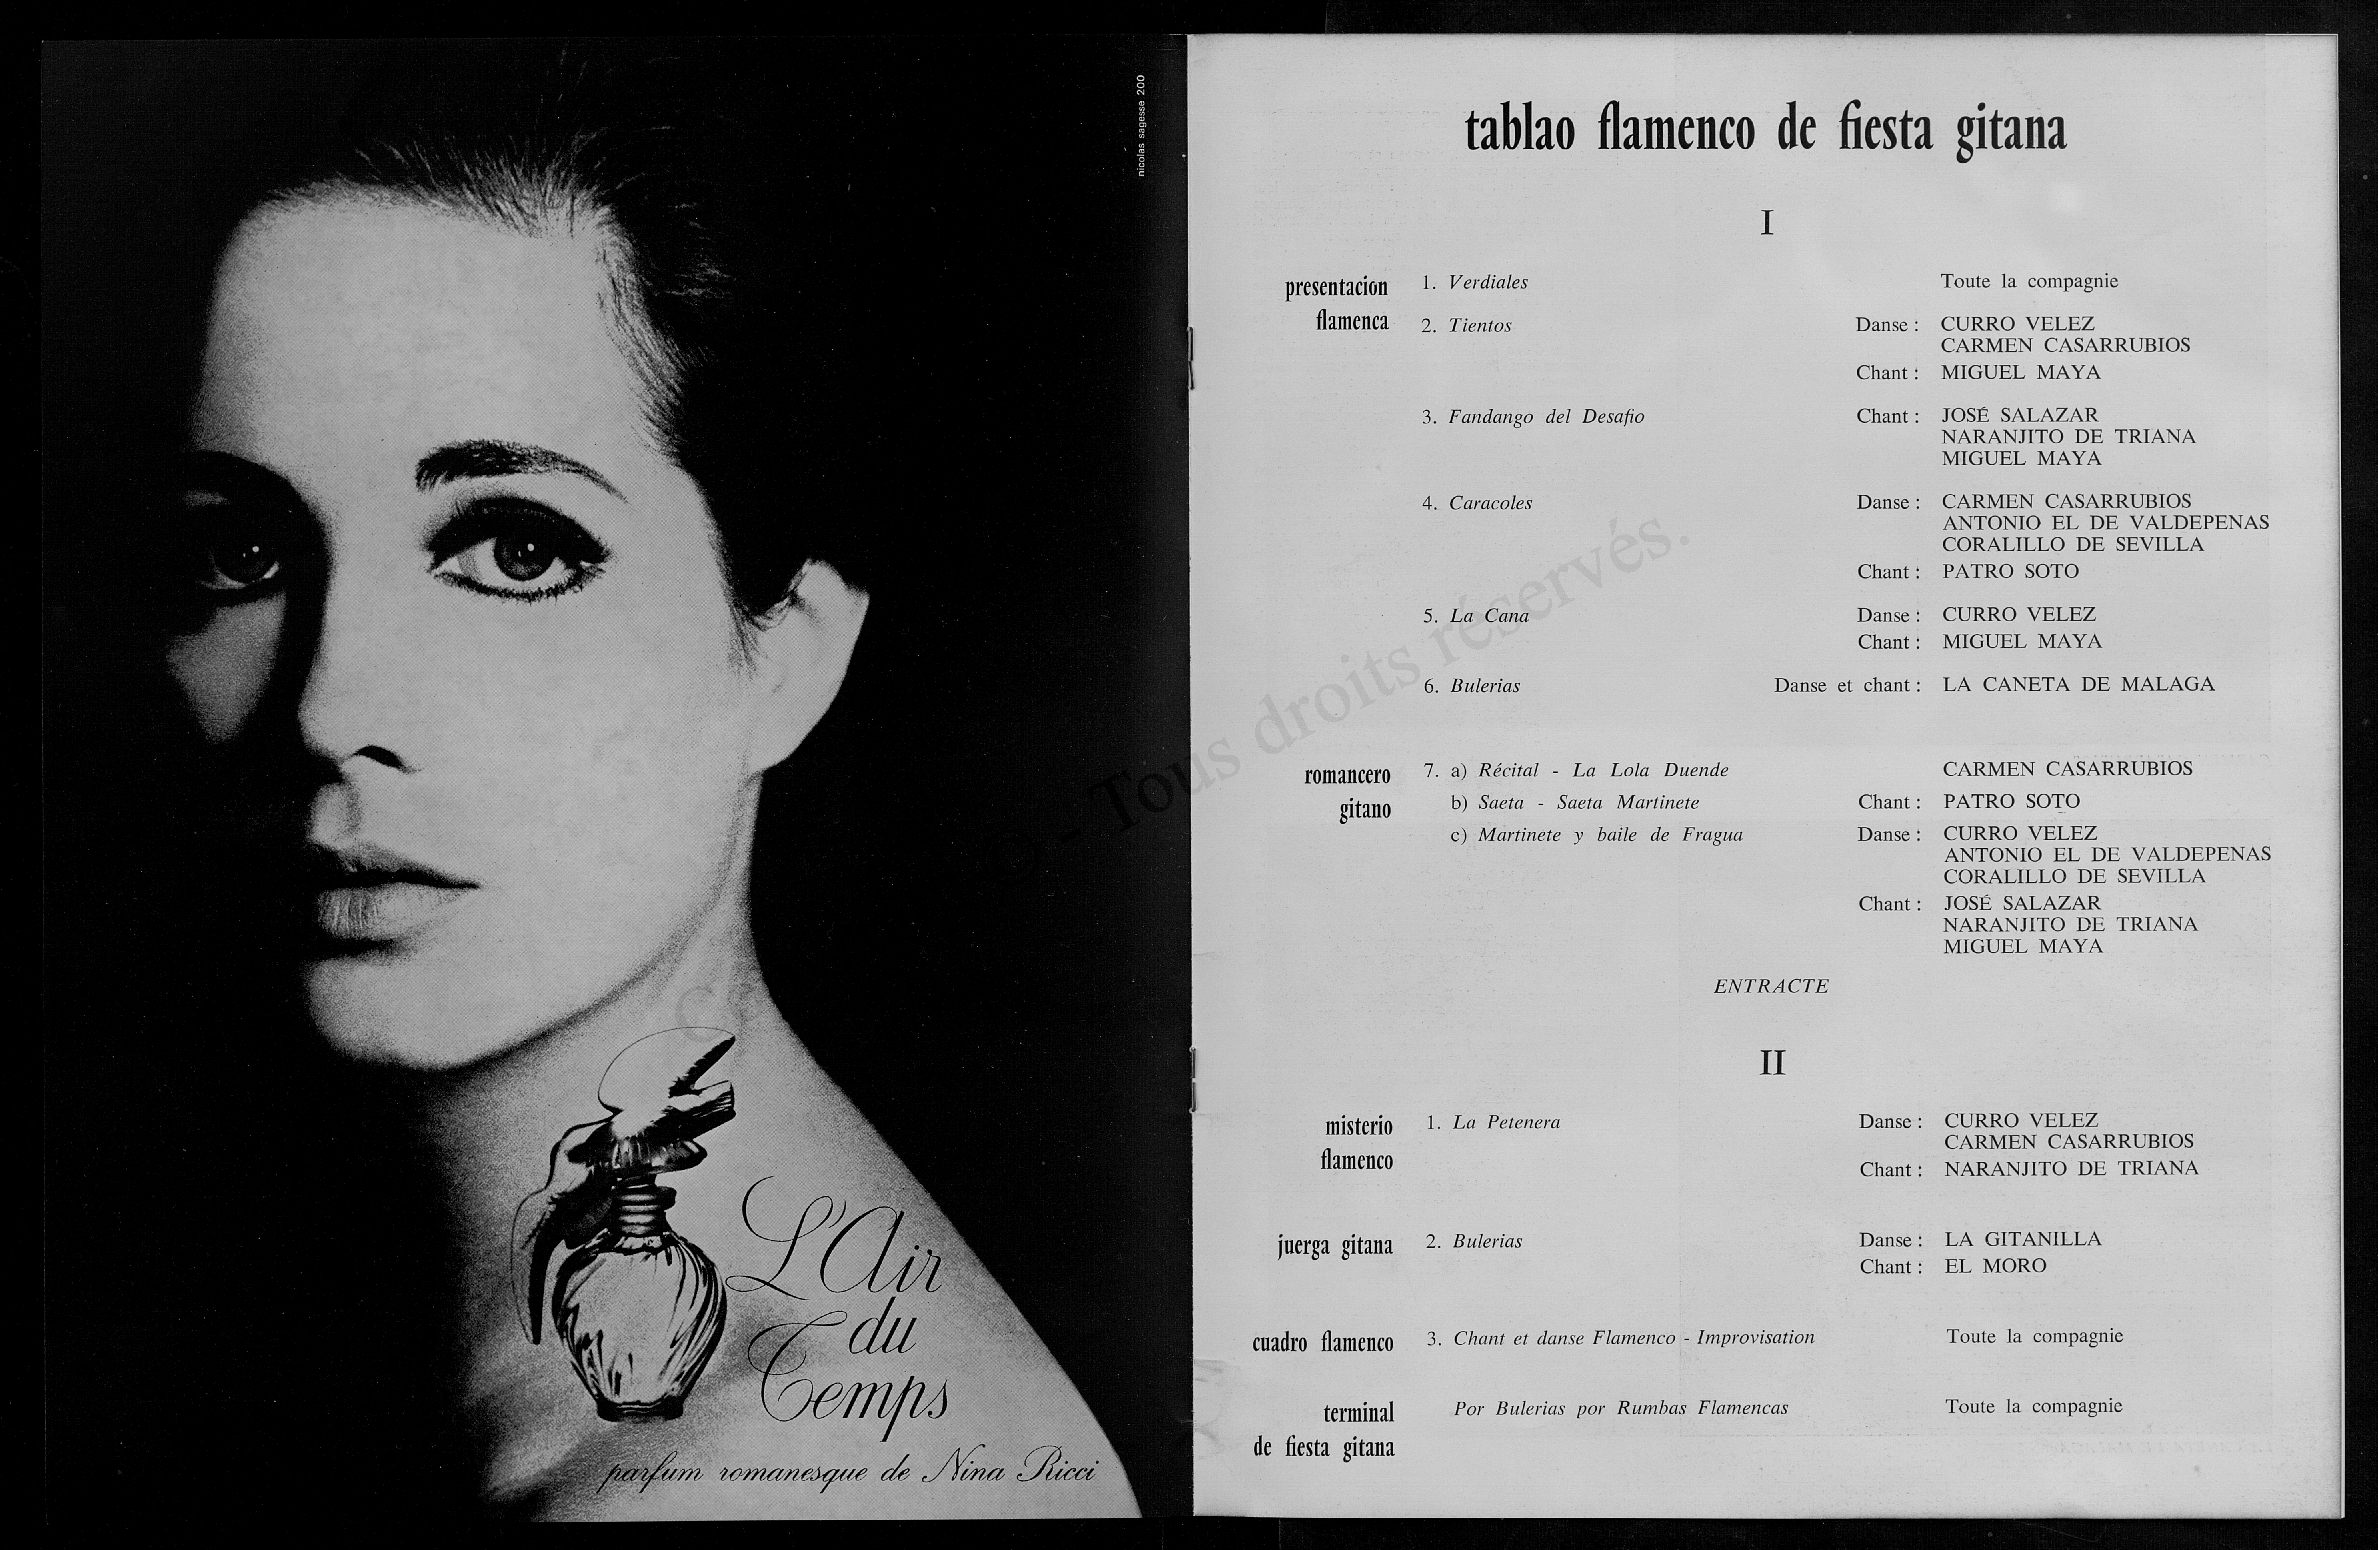 nicolas sagesse 200
L'Air
du
Temps
parfum romanesque de Nina Ricci
tablao flamenco de fiesta gitana
I
presentacion flamenca
1. Verdiales Toute la compagnie
2. Tientos Danse : CURRO VELEZ
CARMEN CASARRUBIOS
Chant : MIGUEL MAYA
3. Fandango del Desafio Chant : JOSÉ SALAZAR
NARANJITO DE TRIANA
MIGUEL MAYA
4. Caracoles Danse : CARMEN CASARRUBIOS
ANTONIO EL DE VALDEPENAS
CORALILLO DE SEVILLA
Chant : PATRO SOTO
5. La Cana Danse : CURRO VELEZ
Chant : MIGUEL MAYA
6. Bulerias Danse et chant : LA CANETA DE MALAGA
romancero gitano
7. a) Récital - La Lola Duende CARMEN CASARRUBIOS
b) Saeta - Saeta Martinete Chant : PATRO SOTO
c) Martinete y baile de Fragua Danse : CURRO VELEZ
ANTONIO EL DE VALDEPENAS
CORALILLO DE SEVILLA
Chant : JOSÉ SALAZAR
NARANJITO DE TRIANA
MIGUEL MAYA
ENTRACTE
II
misterio flamenco
1. La Petenera Danse : CURRO VELEZ
CARMEN CASARRUBIOS
Chant : NARANJITO DE TRIANA
juerga gitana 2. Bulerias Danse : LA GITANILLA
Chant : EL MORO
cuadro flamenco 3. Chant et danse Flamenco - Improvisation Toute la compagnie
terminal de fiesta gitana
Por Bulerias por Rumbas Flamencas Toute la compagnie
- Tous droits réservés.